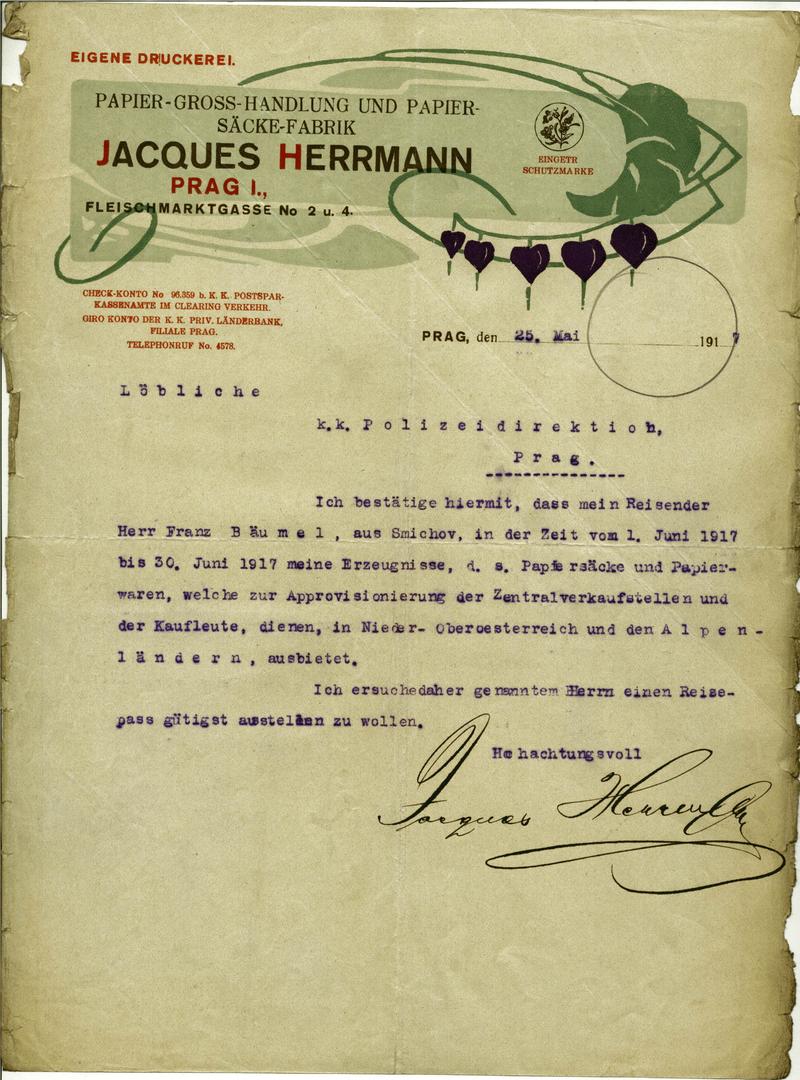 EIGENE DRUCKEREI.
PAPIER-GROSS-HANDLUNG UND PAPIER-
SÄCKE-FABRIK
JACQUES HERRMANN
PRAG I.,
FLEISCHMARKTGASSE No 2 u. 4.
EINGETR
SCHUTZMARKE
CHECK-KONTO No 96.359 b. K. K. POSTSPAR-
KASSENAMTE IM CLEARING VERKEHR.
GIRO KONTO DER K. K. PRIV. LÄNDERBANK,
FILIALE PRAG.
TELEPHONRUF No. 4578.
PRAG, den 25. Mai 1917
Löbliche
k.k. Polizeidirektion,
Prag.
Ich bestätige hiermit, dass mein Reisender
Herr Franz Bäumel, aus Smichov, in der Zeit vom 1. Juni 1917
bis 30. Juni 1917 meine Erzeugnisse, d. s. Papiersäcke und Papier-
waren, welche zur Approvisionierung der Zentralverkaufstellen und
der Kaufleute, dienen, in Nieder- Oberoesterreich und den Alpen-
ländern, ausbietet.
Ich ersuchedaher genanntem Herrn einen Reise-
pass gütigst ausstellen zu wollen.
Hochachtungsvoll
Jacques Herrmann